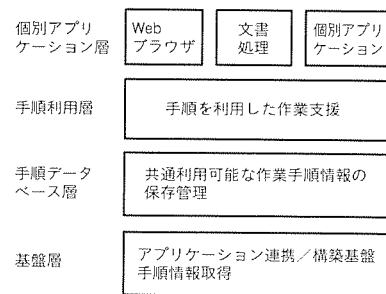 個別アプリ
ケーション層
Web
ブラウザ
文書
処理
個別アプリ
ケーション
手順利用層
手順を利用した作業支援
手順データ
ベース層
共通利用可能な作業手順情報の
保存管理
基盤層
アプリケーション連携/構築基盤
手順情報取得